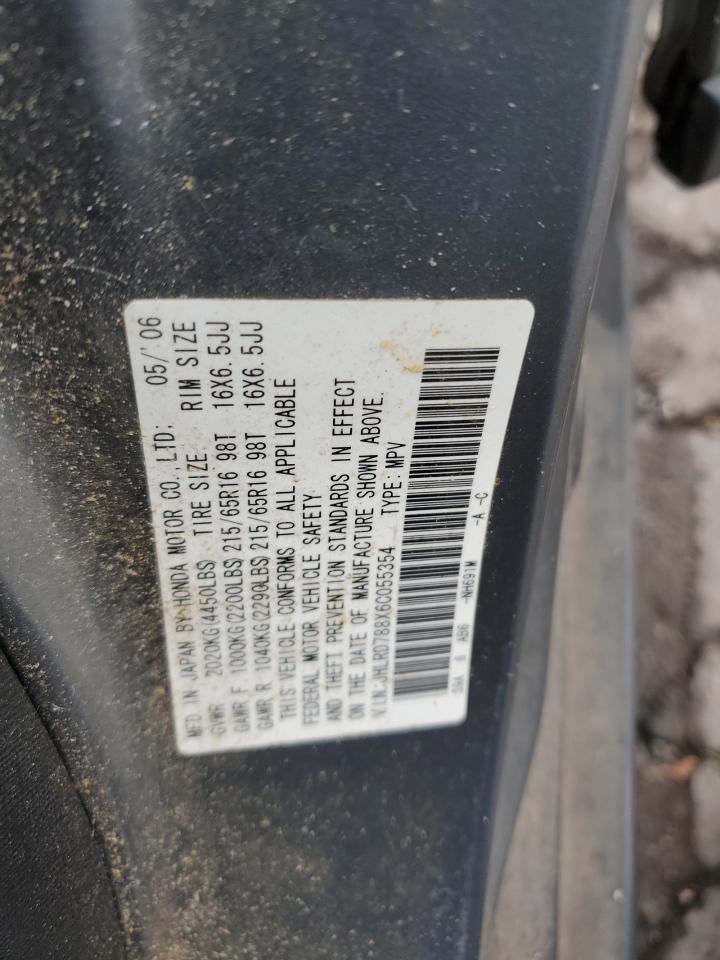 MFD. IN JAPAN BY HONDA MOTOR CO.,LTD; 05/'06
GVWR 2020KG(4450LBS) TIRE SIZE RIM SIZE
GAWR F 1000KG(2200LBS) 215/65R16 98T 16X6.5JJ
GAWR R 1040KG(2290LBS) 215/65R16 98T 16X6.5JJ
THIS VEHICLE CONFORMS TO ALL APPLICABLE
FEDERAL MOTOR VEHICLE SAFETY
AND THEFT PREVENTION STANDARDS IN EFFECT
ON THE DATE OF MANUFACTURE SHOWN ABOVE.
V.I.N:JHLRD788X6C055354 TYPE: MPV
S9A 6 AB6 -NH691M -A -C